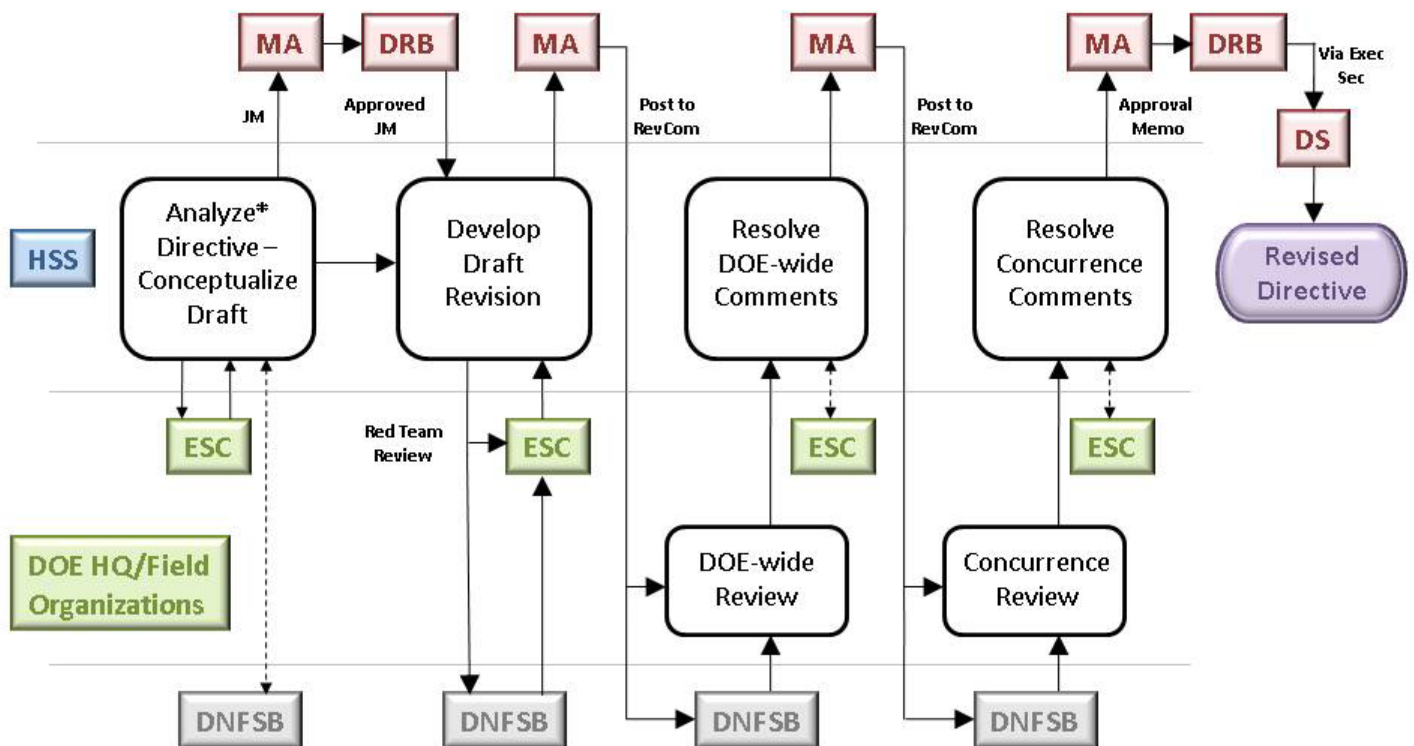 MA
DRB
MA
MA
MA
DRB
Via Exec
Sec
JM
Approved
JM
Post to
RevCom
Post to
RevCom
Approval
Memo
DS
HSS
Analyze*
Directive –
Conceptualize
Draft
Develop
Draft
Revision
Resolve
DOE-wide
Comments
Resolve
Concurrence
Comments
Revised
Directive
ESC
Red Team
Review
ESC
ESC
ESC
DOE HQ/Field
Organizations
DOE-wide
Review
Concurrence
Review
DNFSB
DNFSB
DNFSB
DNFSB